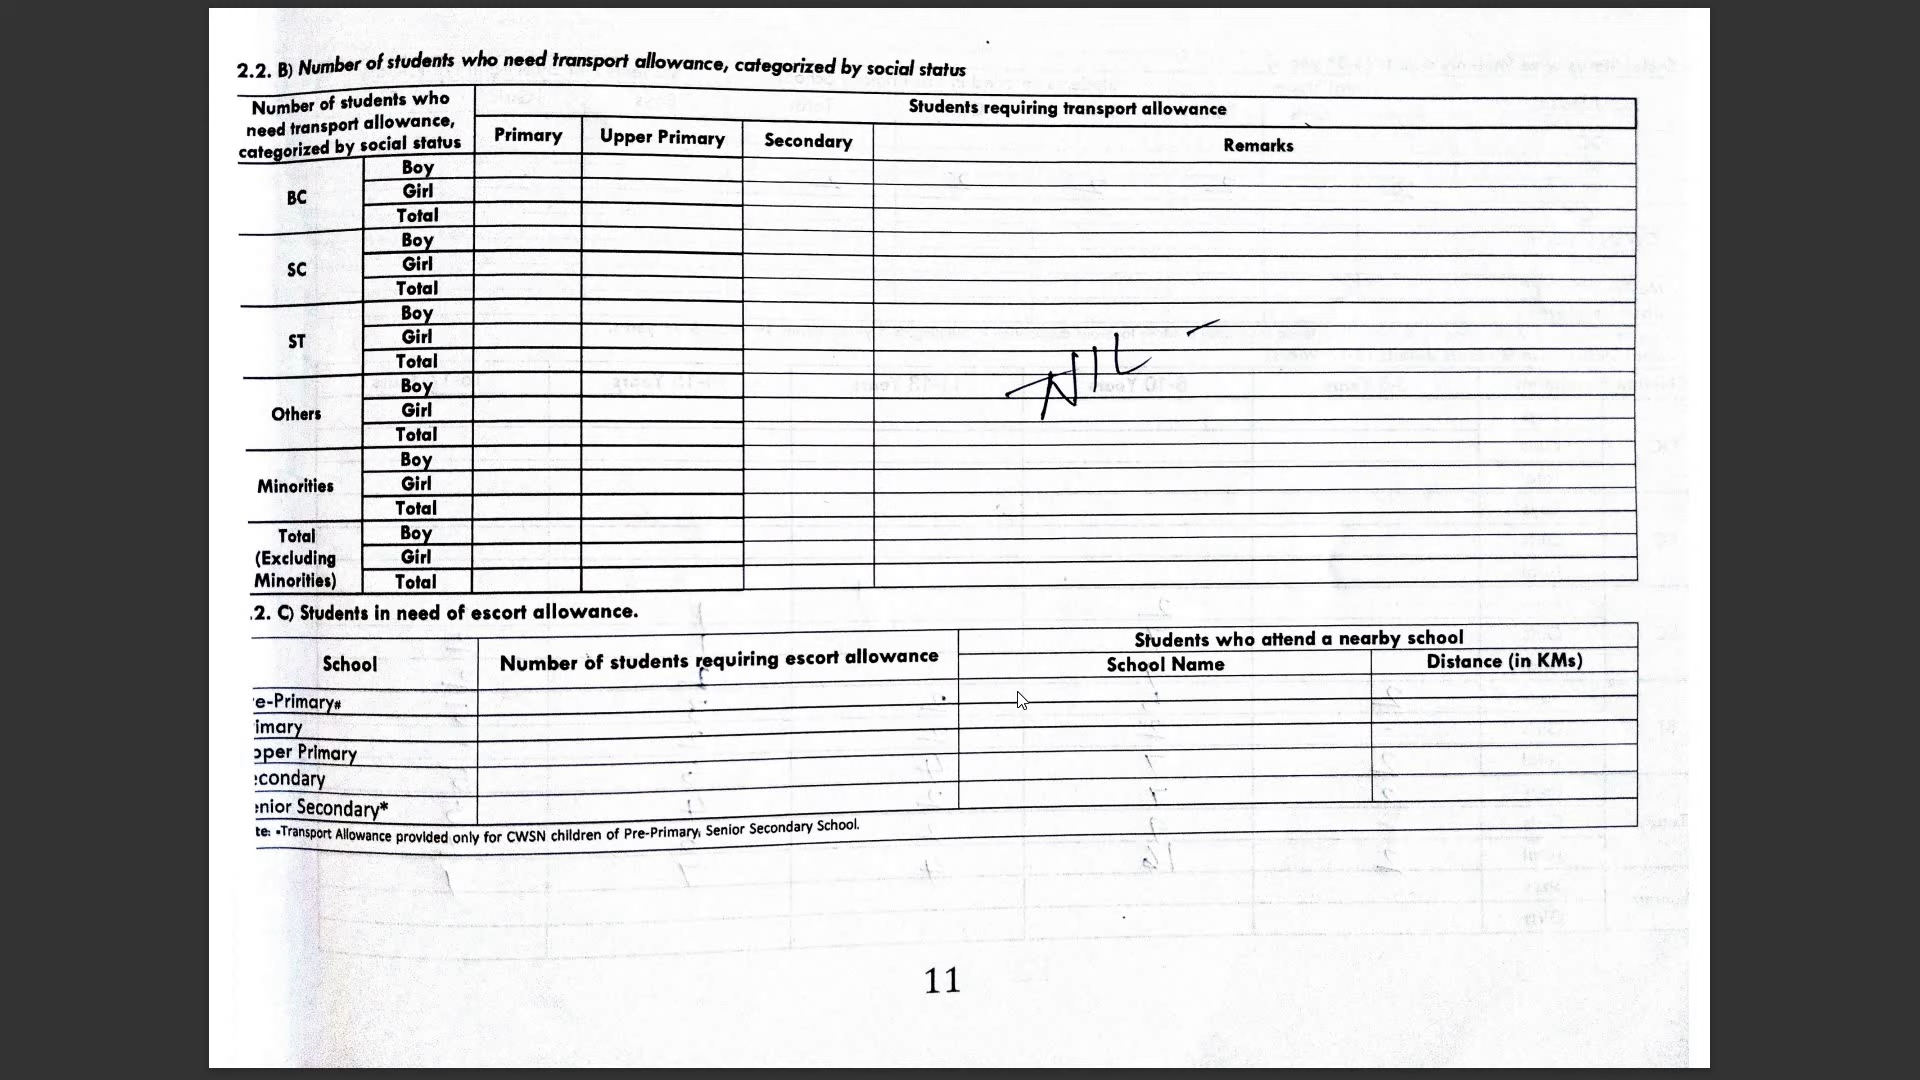 2.2. B) Number of students who need transport allowance, categorized by social status
Number of students who need transport allowance, categorized by social status
Students requiring transport allowance
Primary Upper Primary Secondary Remarks
BC
Boy
Girl
Total
SC
Boy
Girl
Total
ST
Boy
Girl
Total
Others
Boy
Girl
Total
Minorities
Boy
Girl
Total
Total (Excluding Minorities)
Boy
Girl
Total
NIL
.2. C) Students in need of escort allowance.
School Number of students requiring escort allowance Students who attend a nearby school
School Name Distance (in KMs)
e-Primary#
imary
pper Primary
condary
enior Secondary*
te: *Transport Allowance provided only for CWSN children of Pre-Primary, Senior Secondary School.
11